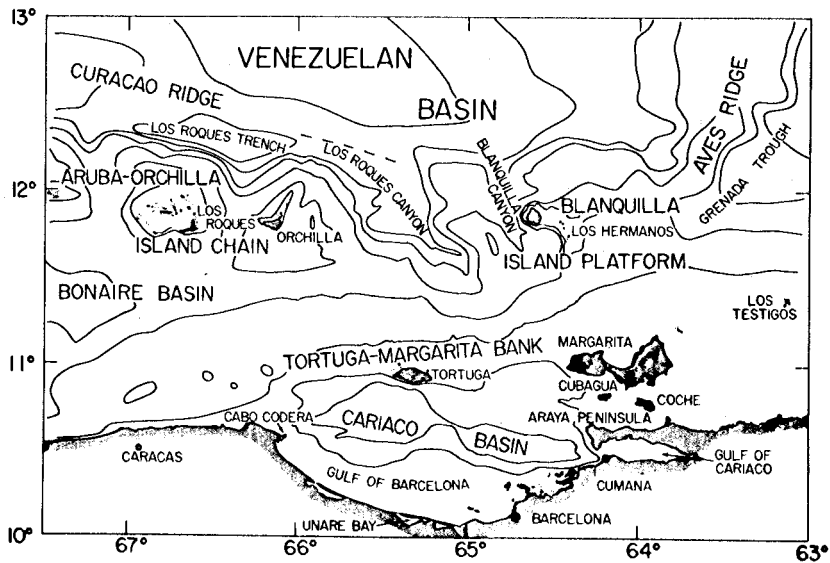 13°
VENEZUELAN
CURACAO RIDGE
BASIN
LOS ROQUES TRENCH
LOS ROQUES CANYON
BLANQUILLA
CANYON
AVES RIDGE
GRENADA TROUGH
12°
ARUBA-ORCHILLA
LOS
ROQUES
ORCHILLA
ISLAND CHAIN
BLANQUILLA
LOS HERMANOS
ISLAND PLATFORM
BONAIRE BASIN
LOS
TESTIGOS
11°
TORTUGA-MARGARITA BANK
MARGARITA
TORTUGA
CUBAGUA
COCHE
CABO CODERA
CARIACO
BASIN
ARAYA PENINSULA
CARACAS
GULF OF
CARIACO
GULF OF BARCELONA
CUMANA
10°
UNARE BAY
BARCELONA
67°
66°
65°
64°
63°